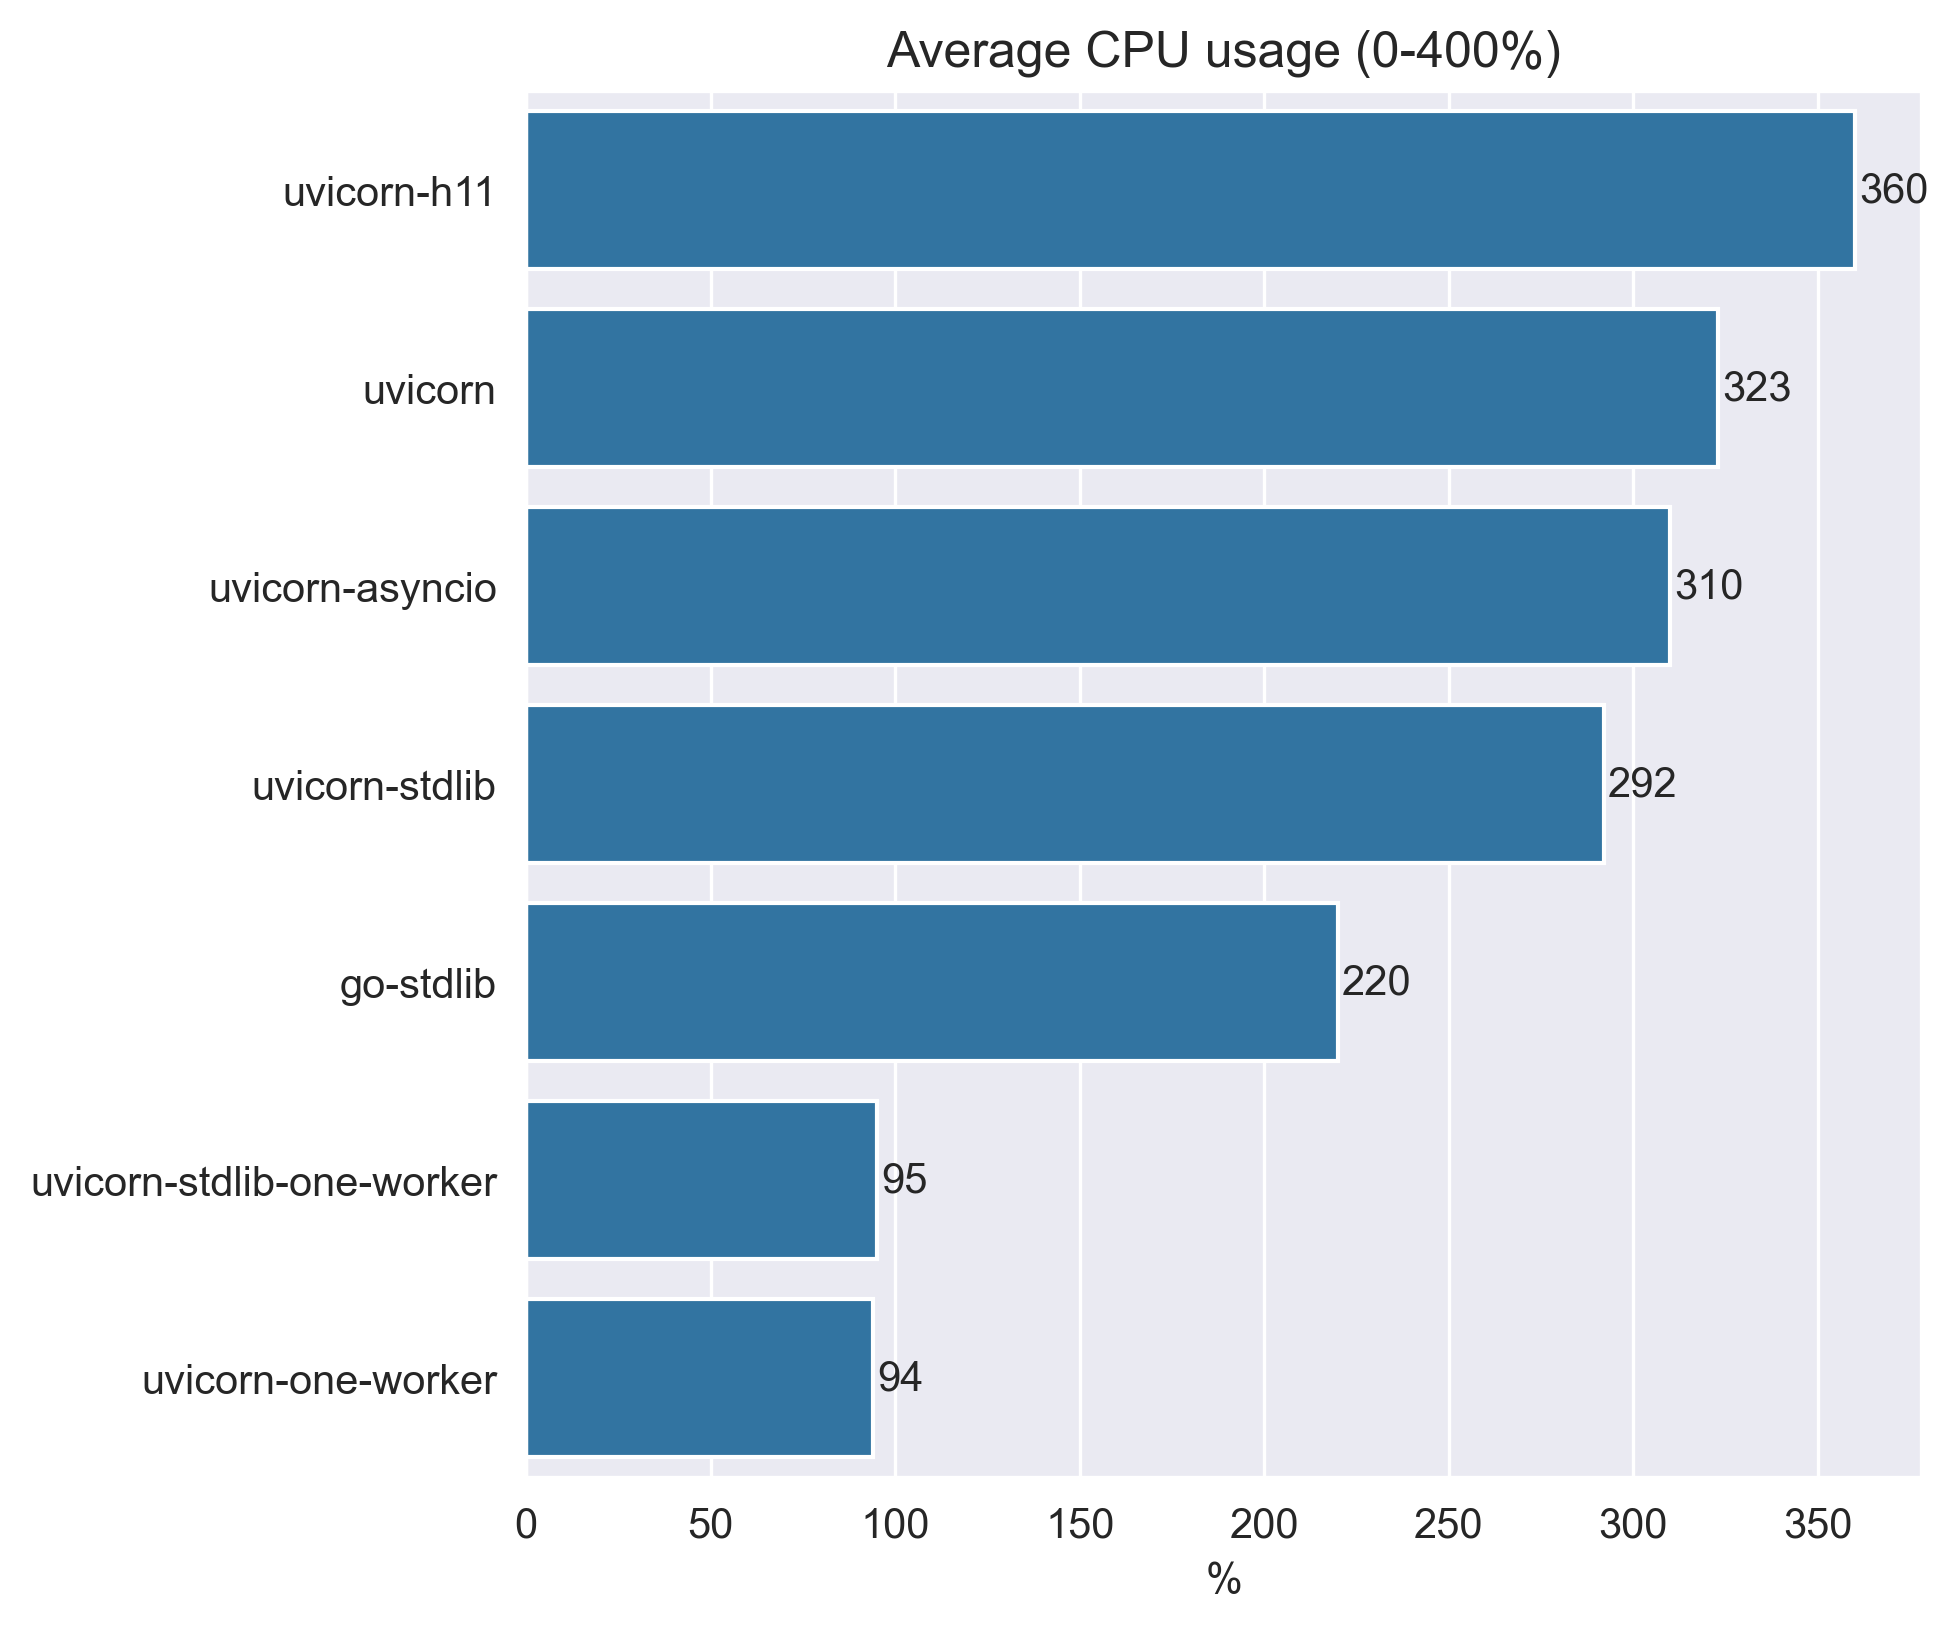 Average CPU usage (0-400%)
uvicorn-h11 360
uvicorn 323
uvicorn-asyncio 310
uvicorn-stdlib 292
go-stdlib 220
uvicorn-stdlib-one-worker 95
uvicorn-one-worker 94
0 50 100 150 200 250 300 350
%